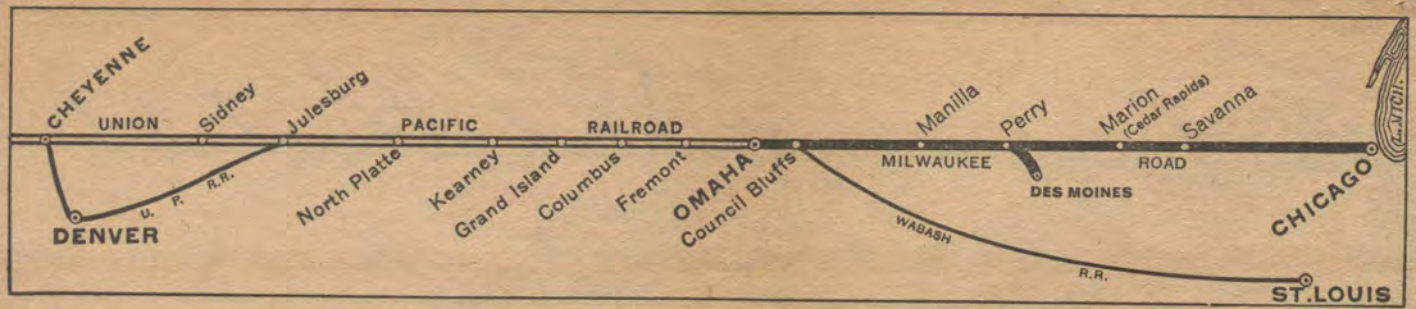 CHEYENNE
UNION
Sidney
Julesburg
PACIFIC
RAILROAD
Manilla
Perry
Marion
(Cedar Rapids)
Savanna
L. MICH.
North Platte
Kearney
Grand Island
Columbus
Fremont
OMAHA
Council Bluffs
MILWAUKEE
ROAD
DES MOINES
CHICAGO
U. P. R.R.
DENVER
WABASH
R.R.
ST. LOUIS